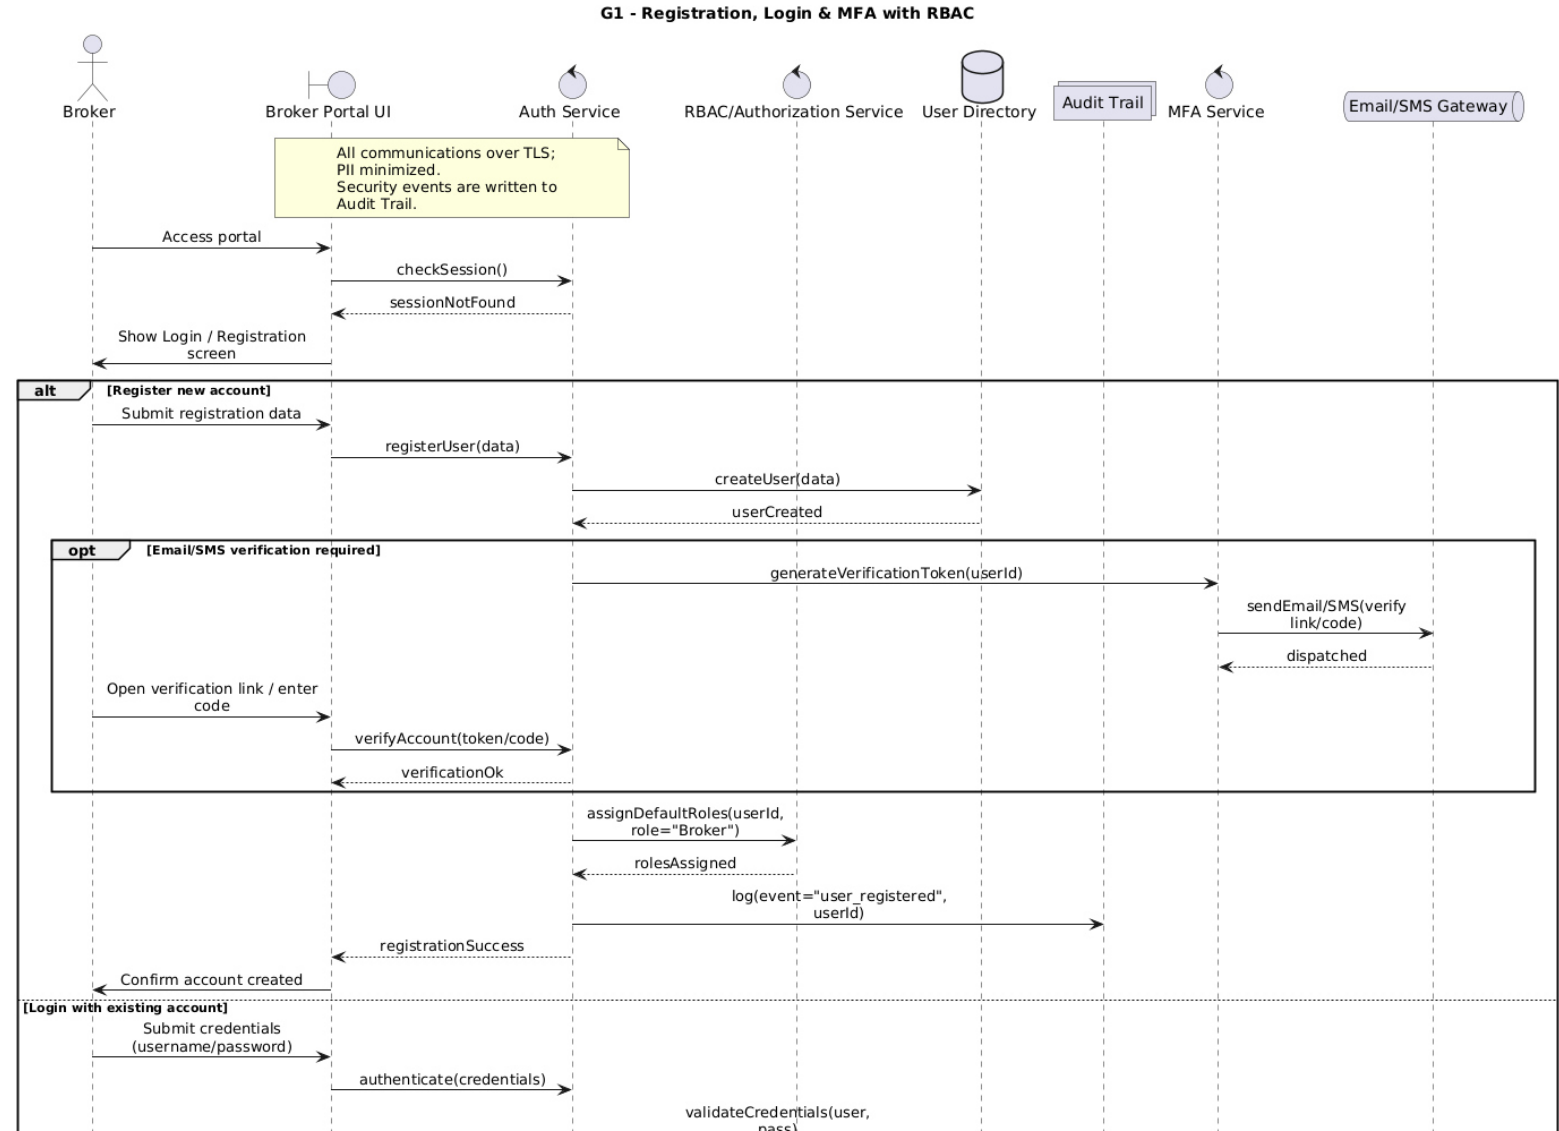 G1 - Registration, Login & MFA with RBAC
Broker
Broker Portal UI
Auth Service
RBAC/Authorization Service
User Directory
Audit Trail
MFA Service
Email/SMS Gateway
All communications over TLS;
PII minimized.
Security events are written to
Audit Trail.
Access portal
checkSession()
sessionNotFound
Show Login / Registration
screen
alt
[Register new account]
Submit registration data
registerUser(data)
createUser(data)
userCreated
opt
[Email/SMS verification required]
generateVerificationToken(userId)
sendEmail/SMS(verify
link/code)
dispatched
Open verification link / enter
code
verifyAccount(token/code)
verificationOk
assignDefaultRoles(userId,
role="Broker")
rolesAssigned
log(event="user_registered",
userId)
registrationSuccess
Confirm account created
[Login with existing account]
Submit credentials
(username/password)
authenticate(credentials)
validateCredentials(user,
pass)